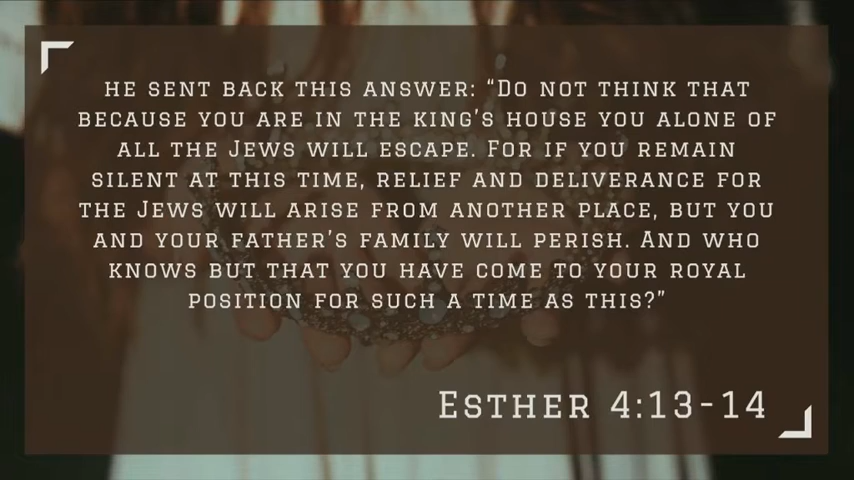 he sent back this answer: “Do not think that
because you are in the king’s house you alone of
all the Jews will escape. For if you remain
silent at this time, relief and deliverance for
the Jews will arise from another place, but you
and your father’s family will perish. And who
knows but that you have come to your royal
position for such a time as this?”
Esther 4:13-14